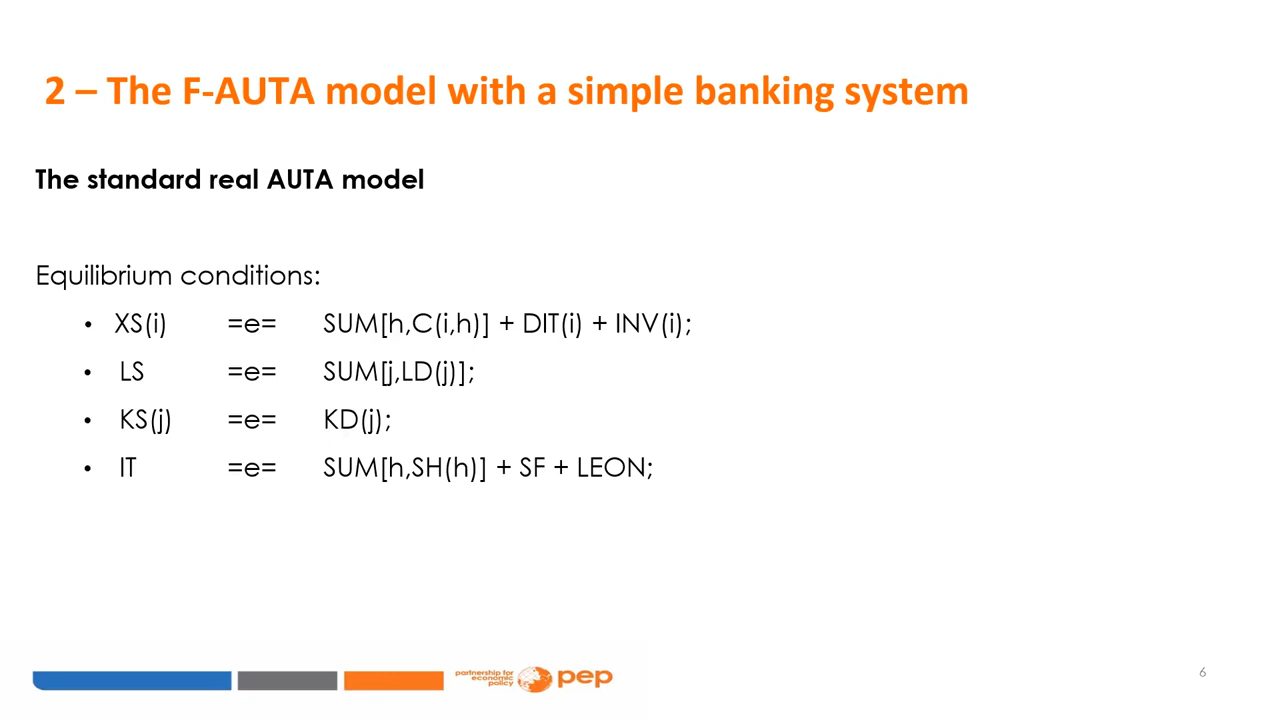 2 – The F-AUTA model with a simple banking system
The standard real AUTA model
Equilibrium conditions:
• XS(i) =e= SUM[h,C(i,h)] + DIT(i) + INV(i);
• LS =e= SUM[j,LD(j)];
• KS(j) =e= KD(j);
• IT =e= SUM[h,SH(h)] + SF + LEON;
partnership for
economic
policy
pep
6